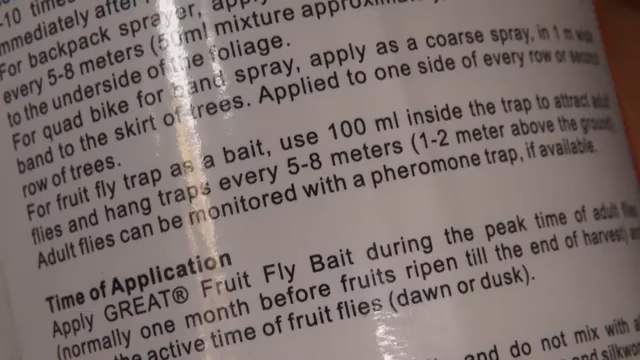 -10 times
mmediately after
For backpack sprayer, apply
every 5-8 meters (50ml mixture
to the underside of the foliage.
For quad bike for band spray, apply as a coarse spray, in 1 m wide
band to the skirt of trees. Applied to one side of every row or second
row of trees.
For fruit fly trap as a bait, use 100 ml inside the trap to attract adult
flies and hang traps every 5-8 meters (1-2 meter above the ground).
Adult flies can be monitored with a pheromone trap, if available.
Time of Application
Apply GREAT® Fruit Fly Bait during the peak time of adult flies
(normally one month before fruits ripen till the end of harvest) and
the active time of fruit flies (dawn or dusk).
and do not mix with
and silkwo